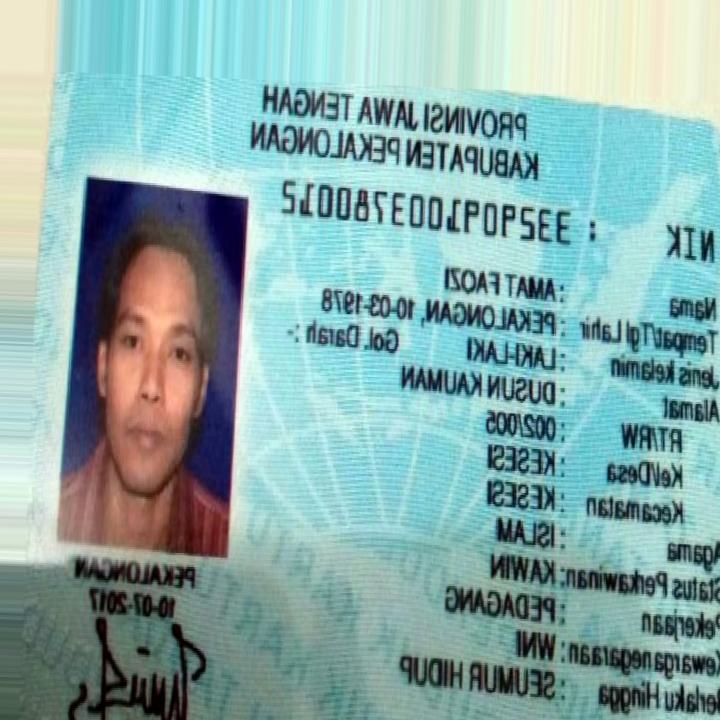 PROVINSI JAWA TENGAH
KABUPATEN PEKALONGAN
NIK :
Nama : AMAT FAOZI
Tempat/Tgl Lahir : PEKALONGAN, 10-03-1978
Jenis kelamin : LAKI-LAKI Gol. Darah : -
Alamat : DUSUN KAUMAN
RT/RW : 002/005
Kel/Desa : KESESI
Kecamatan : KESESI
Agama : ISLAM
Status Perkawinan: KAWIN
Pekerjaan : PEDAGANG
Kewarganegaraan: WNI
Berlaku Hingga : SEUMUR HIDUP
PEKALONGAN
10-07-2017